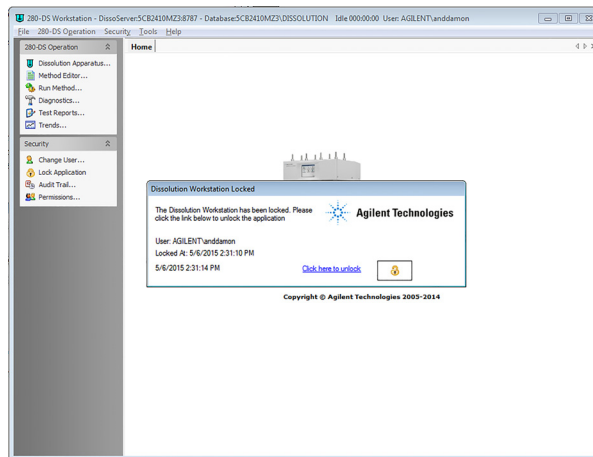 280-DS Workstation - DissoServer:5CB2410MZ3:8787 - Database:5CB2410MZ3\DISSOLUTION Idle 000:00:00 User: AGILENT\anddamon
File 280-DS Operation Security Tools Help
280-DS Operation
Dissolution Apparatus...
Method Editor...
Run Method...
Diagnostics...
Test Reports...
Trends...
Security
Change User...
Lock Application
Audit Trail...
Permissions...
Home
Dissolution Workstation Locked
The Dissolution Workstation has been locked. Please
click the link below to unlock the application
Agilent Technologies
User: AGILENT\anddamon
Locked At: 5/6/2015 2:31:10 PM
5/6/2015 2:31:14 PM
Click here to unlock
Copyright © Agilent Technologies 2005-2014